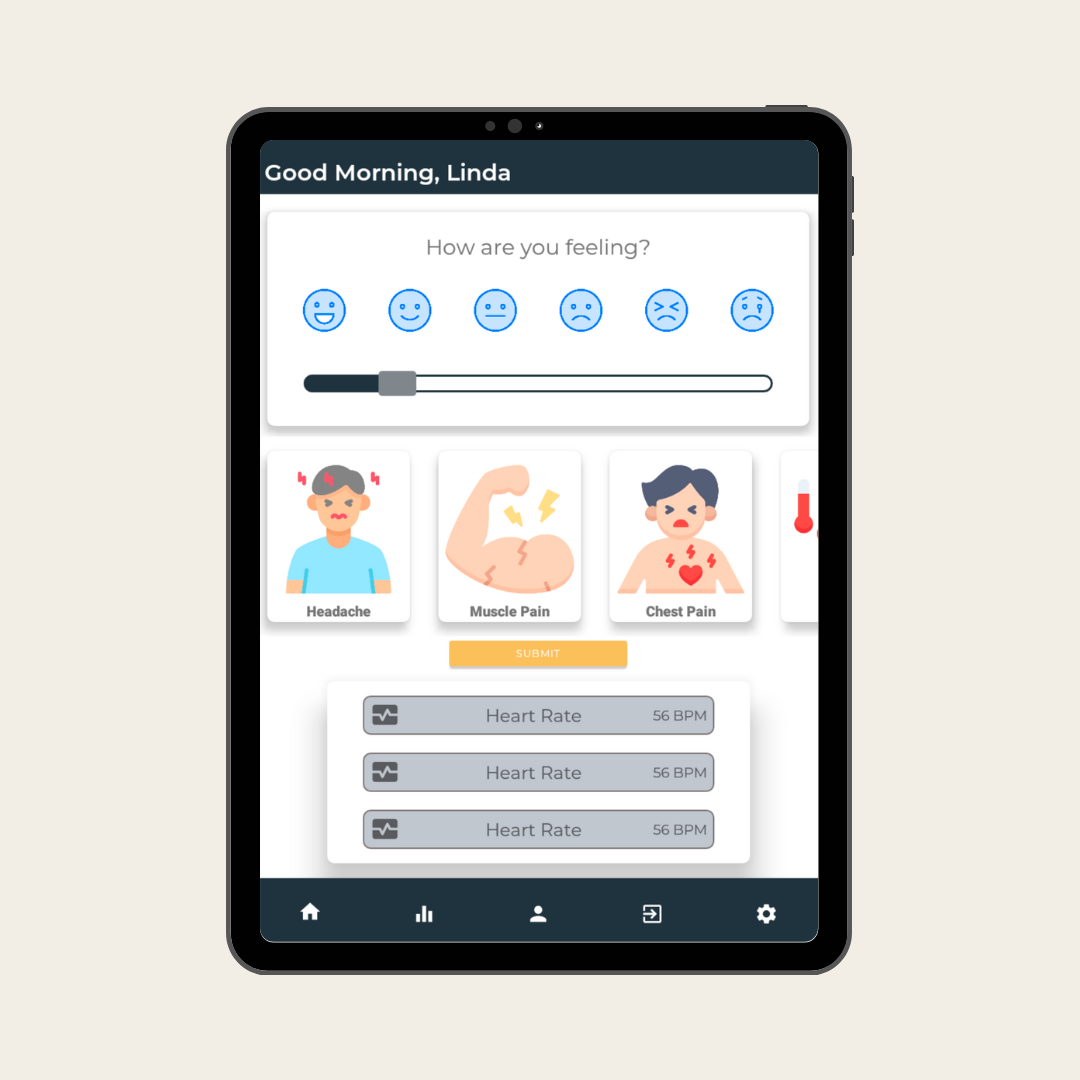 Good Morning, Linda
How are you feeling?
Headache
Muscle Pain
Chest Pain
SUBMIT
Heart Rate 56 BPM
Heart Rate 56 BPM
Heart Rate 56 BPM